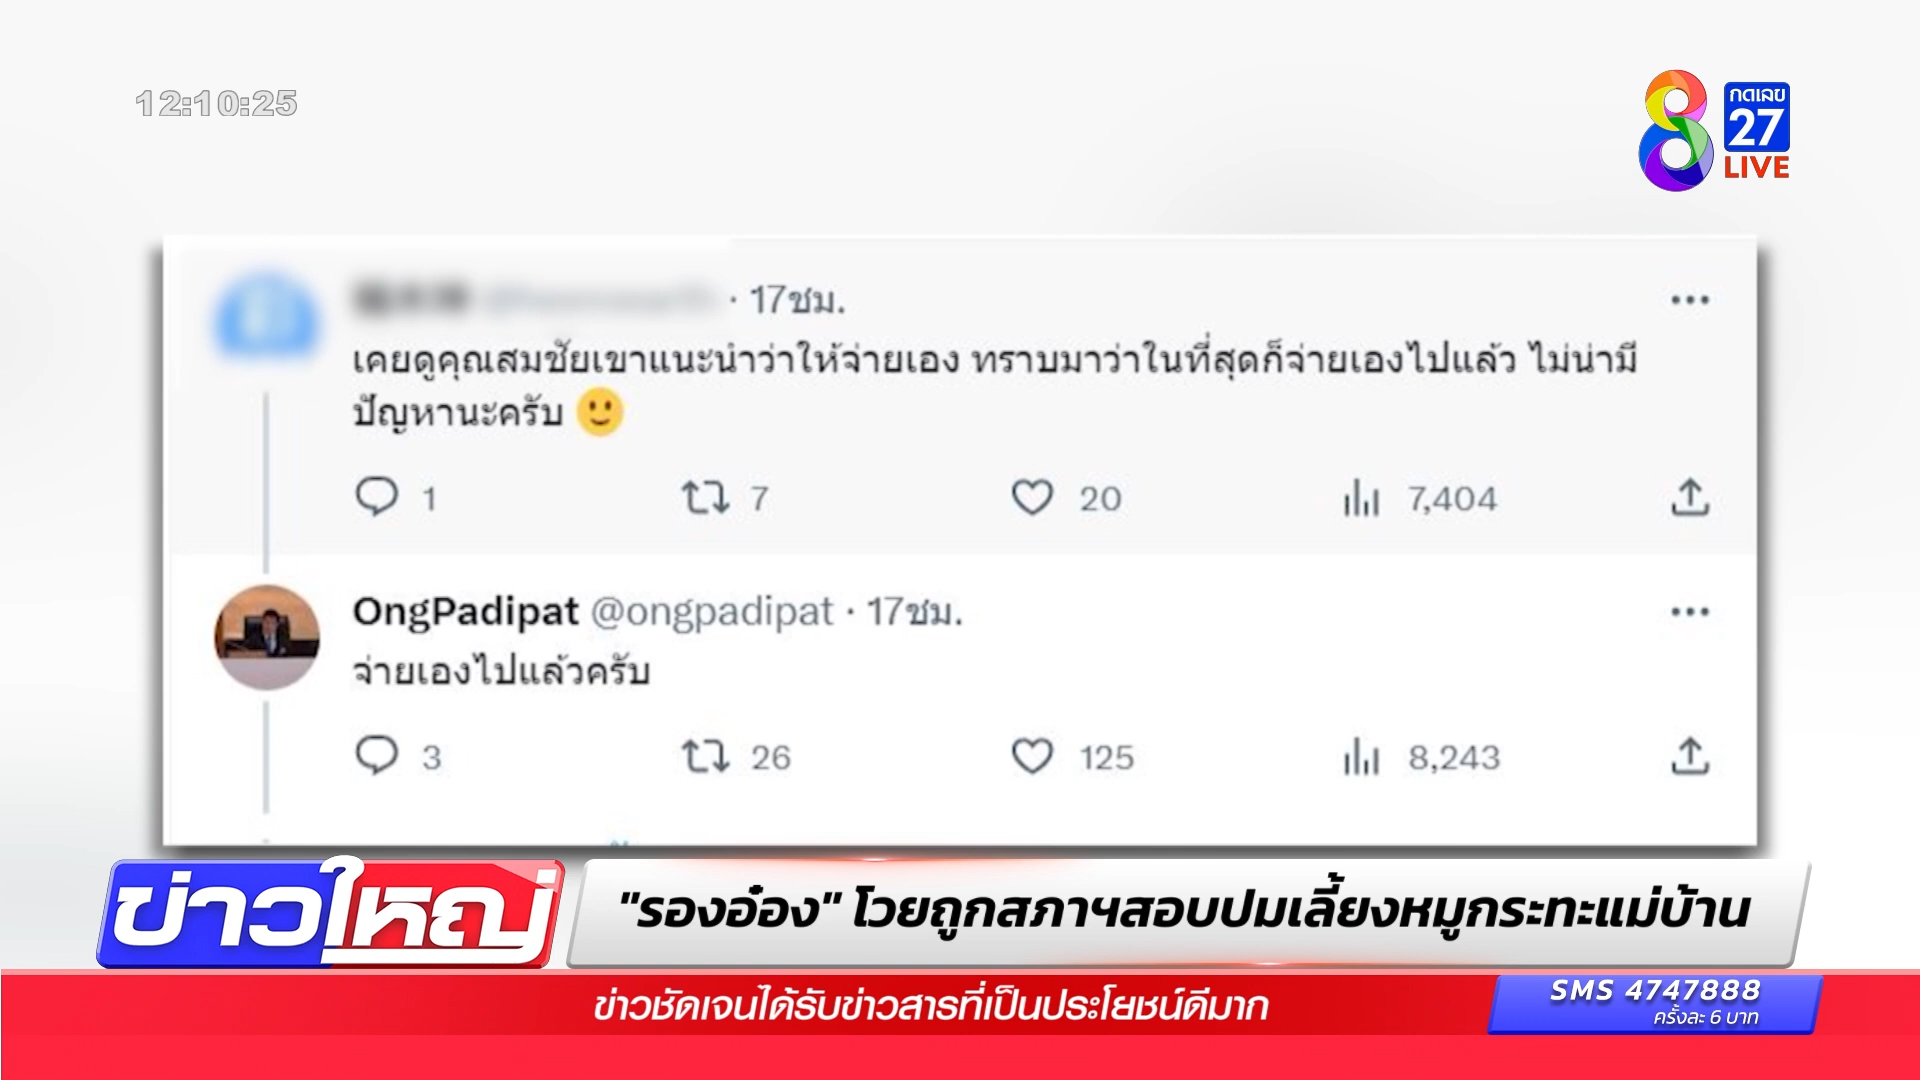 12:10:25
กดเลข
27
LIVE
· 17ชม.
เคยดูคุณสมชัยเขาแนะนำว่าให้จ่ายเอง ทราบมาว่าในที่สุดก็จ่ายเองไปแล้ว ไม่น่ามี
ปัญหานะครับ 🙂
1 7 20 7,404
OngPadipat @ongpadipat · 17ชม.
จ่ายเองไปแล้วครับ
3 26 125 8,243
ข่าวใหญ่
"รองอ๋อง" โวยถูกสภาฯสอบปมเลี้ยงหมูกระทะแม่บ้าน
ข่าวชัดเจนได้รับข่าวสารที่เป็นประโยชน์ดีมาก
SMS 4747888
ครั้งละ 6 บาท